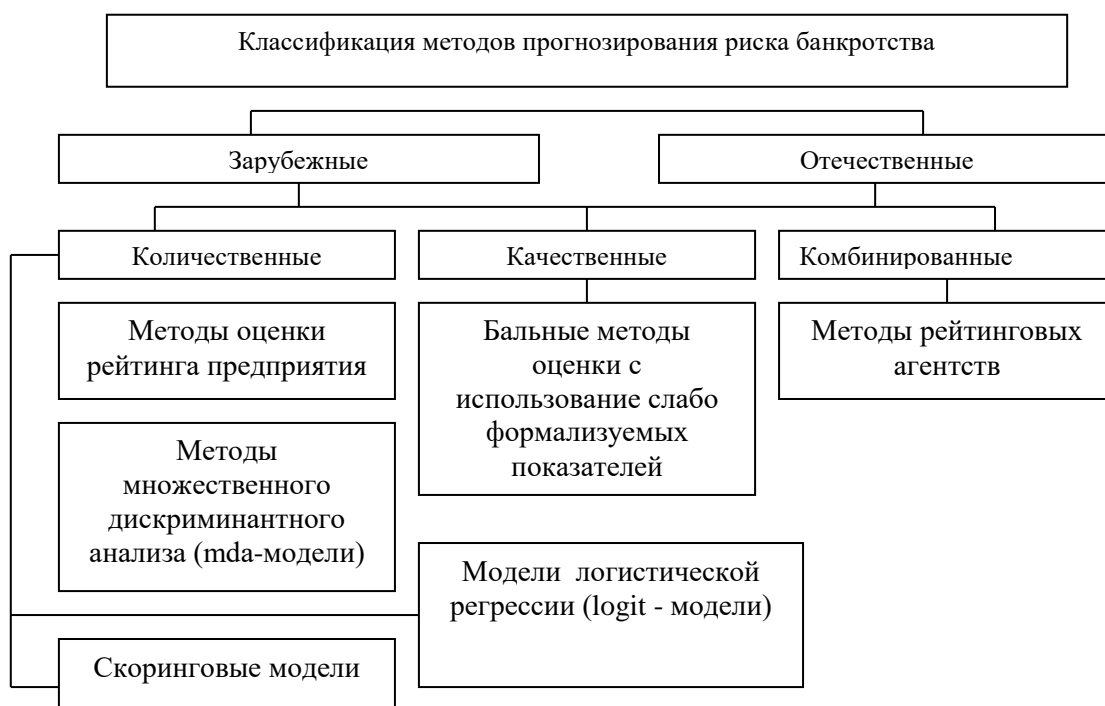 Классификация методов прогнозирования риска банкротства
Зарубежные
Отечественные
Количественные
Качественные
Комбинированные
Методы оценки
рейтинга предприятия
Бальные методы
оценки с
использование слабо
формализуемых
показателей
Методы рейтинговых
агентств
Методы
множественного
дискриминантного
анализа (mda-модели)
Модели логистической
регрессии (logit - модели)
Скоринговые модели